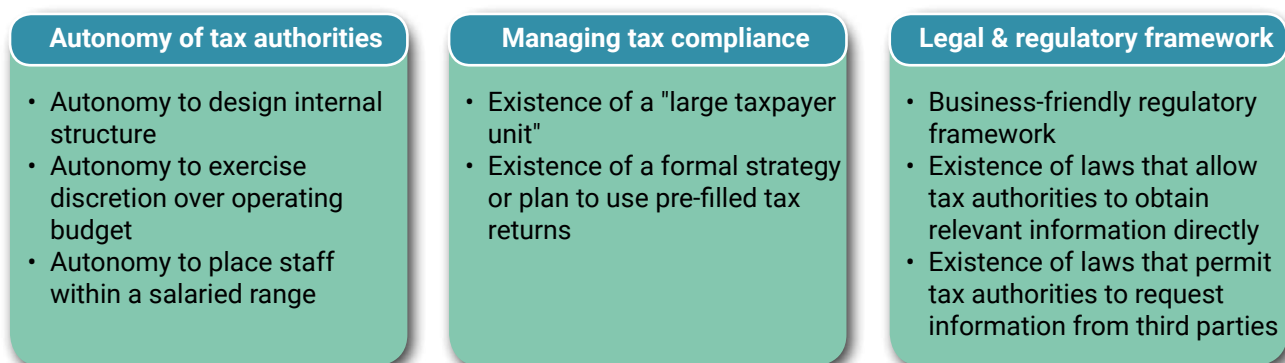 Autonomy of tax authorities
• Autonomy to design internal
structure
• Autonomy to exercise
discretion over operating
budget
• Autonomy to place staff
within a salaried range
Managing tax compliance
• Existence of a "large taxpayer
unit"
• Existence of a formal strategy
or plan to use pre-filled tax
returns
Legal & regulatory framework
• Business-friendly regulatory
framework
• Existence of laws that allow
tax authorities to obtain
relevant information directly
• Existence of laws that permit
tax authorities to request
information from third parties